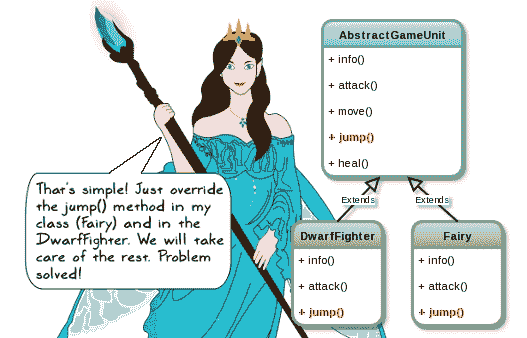 That's simple! Just override
the jump() method in my
class (Fairy) and in the
DwarfFighter. We will take
care of the rest. Problem
solved!
AbstractGameUnit
+ info()
+ attack()
+ move()
+ jump()
+ heal()
Extends
Extends
DwarfFighter
+ info()
+ attack()
+ jump()
Fairy
+ info()
+ attack()
+ jump()